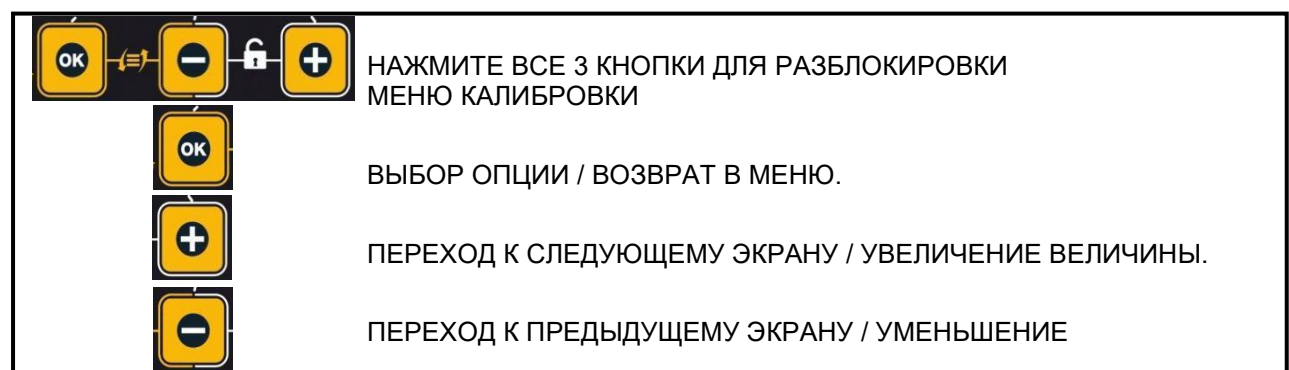 OK
НАЖМИТЕ ВСЕ 3 КНОПКИ ДЛЯ РАЗБЛОКИРОВКИ
МЕНЮ КАЛИБРОВКИ
OK
ВЫБОР ОПЦИИ / ВОЗВРАТ В МЕНЮ.
ПЕРЕХОД К СЛЕДУЮЩЕМУ ЭКРАНУ / УВЕЛИЧЕНИЕ ВЕЛИЧИНЫ.
ПЕРЕХОД К ПРЕДЫДУЩЕМУ ЭКРАНУ / УМЕНЬШЕНИЕ